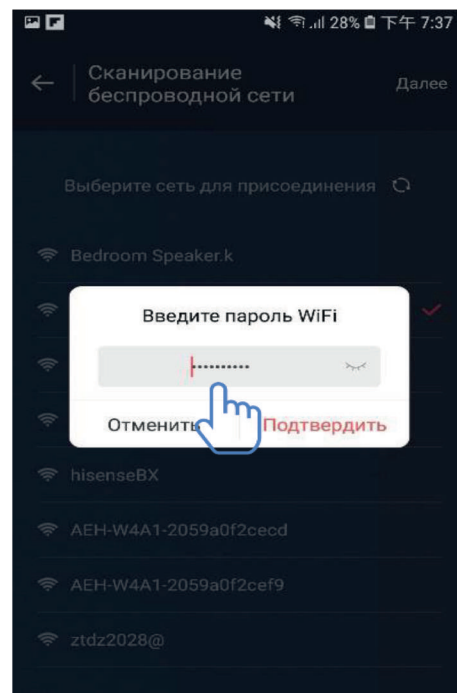 28% 下午 7:37
Сканирование
беспроводной сети
Далее
Выберите сеть для присоединения
Bedroom Speaker.k
Введите пароль WiFi
••••••••••
Отменить Подтвердить
hisenseBX
AEH-W4A1-2059a0f2cecd
AEH-W4A1-2059a0f2cef9
ztdz2028@